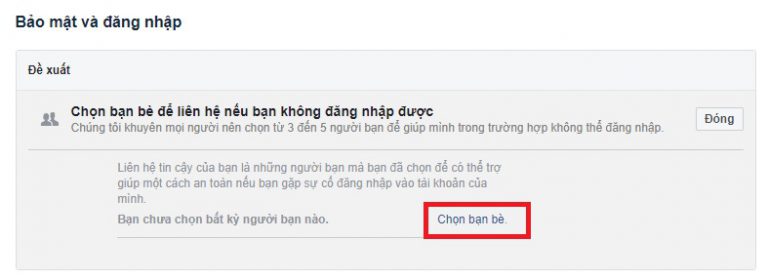 Bảo mật và đăng nhập
Đề xuất
Chọn bạn bè để liên hệ nếu bạn không đăng nhập được
Chúng tôi khuyên mọi người nên chọn từ 3 đến 5 người bạn để giúp mình trong trường hợp không thể đăng nhập.
Đóng
Liên hệ tin cậy của bạn là những người bạn mà bạn đã chọn để có thể trợ
giúp một cách an toàn nếu bạn gặp sự cố đăng nhập vào tài khoản của
mình.
Bạn chưa chọn bất kỳ người bạn nào. Chọn bạn bè.